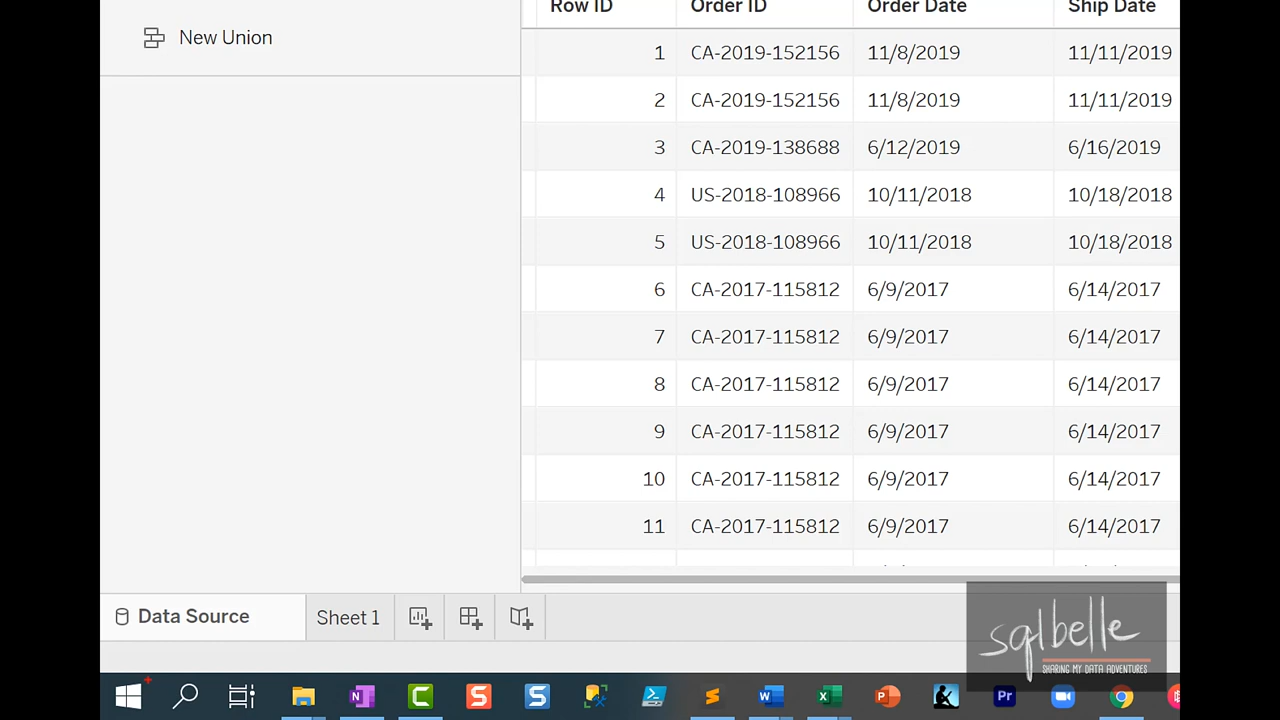 New Union
Row ID Order ID Order Date Ship Date
1 CA-2019-152156 11/8/2019 11/11/2019
2 CA-2019-152156 11/8/2019 11/11/2019
3 CA-2019-138688 6/12/2019 6/16/2019
4 US-2018-108966 10/11/2018 10/18/2018
5 US-2018-108966 10/11/2018 10/18/2018
6 CA-2017-115812 6/9/2017 6/14/2017
7 CA-2017-115812 6/9/2017 6/14/2017
8 CA-2017-115812 6/9/2017 6/14/2017
9 CA-2017-115812 6/9/2017 6/14/2017
10 CA-2017-115812 6/9/2017 6/14/2017
11 CA-2017-115812 6/9/2017 6/14/2017
Data Source Sheet 1
sqlbelle
SHARING MY DATA ADVENTURES
N C S S W X P Pr